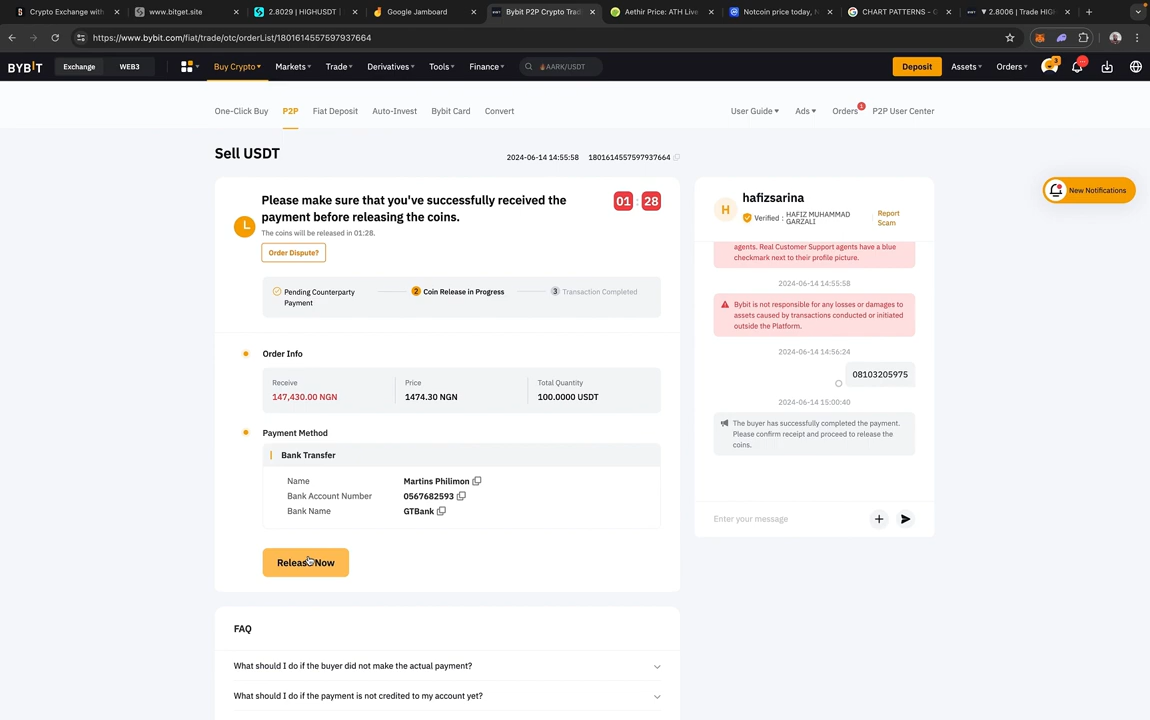 Crypto Exchange with
www.bitget.site
2.8029 | HIGHUSDT |
Google Jamboard
Bybit P2P Crypto Trad
Aethir Price: ATH Live
Notcoin price today, N
CHART PATTERNS - G
▼ 2.8006 | Trade HIGH
https://www.bybit.com/fiat/trade/otc/orderList/1801614557597937664
BYBIT
Exchange
WEB3
Buy Crypto
Markets
Trade
Derivatives
Tools
Finance
AARK/USDT
Deposit
Assets
Orders
3
One-Click Buy
P2P
Fiat Deposit
Auto-Invest
Bybit Card
Convert
User Guide
Ads
Orders
1
P2P User Center
Sell USDT
2024-06-14 14:55:58
1801614557597937664
Please make sure that you've successfully received the
payment before releasing the coins.
01 : 28
The coins will be released in 01:28.
Order Dispute?
Pending Counterparty
Payment
2 Coin Release in Progress
3 Transaction Completed
Order Info
Receive
Price
Total Quantity
147,430.00 NGN
1474.30 NGN
100.0000 USDT
Payment Method
Bank Transfer
Name
Martins Philimon
Bank Account Number
0567682593
Bank Name
GTBank
Release Now
FAQ
What should I do if the buyer did not make the actual payment?
What should I do if the payment is not credited to my account yet?
H
hafizsarina
Verified : HAFIZ MUHAMMAD
GARZALI
Report
Scam
agents. Real Customer Support agents have a blue
checkmark next to their profile picture.
2024-06-14 14:55:58
Bybit is not responsible for any losses or damages to
assets caused by transactions conducted or initiated
outside the Platform.
2024-06-14 14:56:24
08103205975
2024-06-14 15:00:40
The buyer has successfully completed the payment.
Please confirm receipt and proceed to release the
coins.
Enter your message
New Notifications